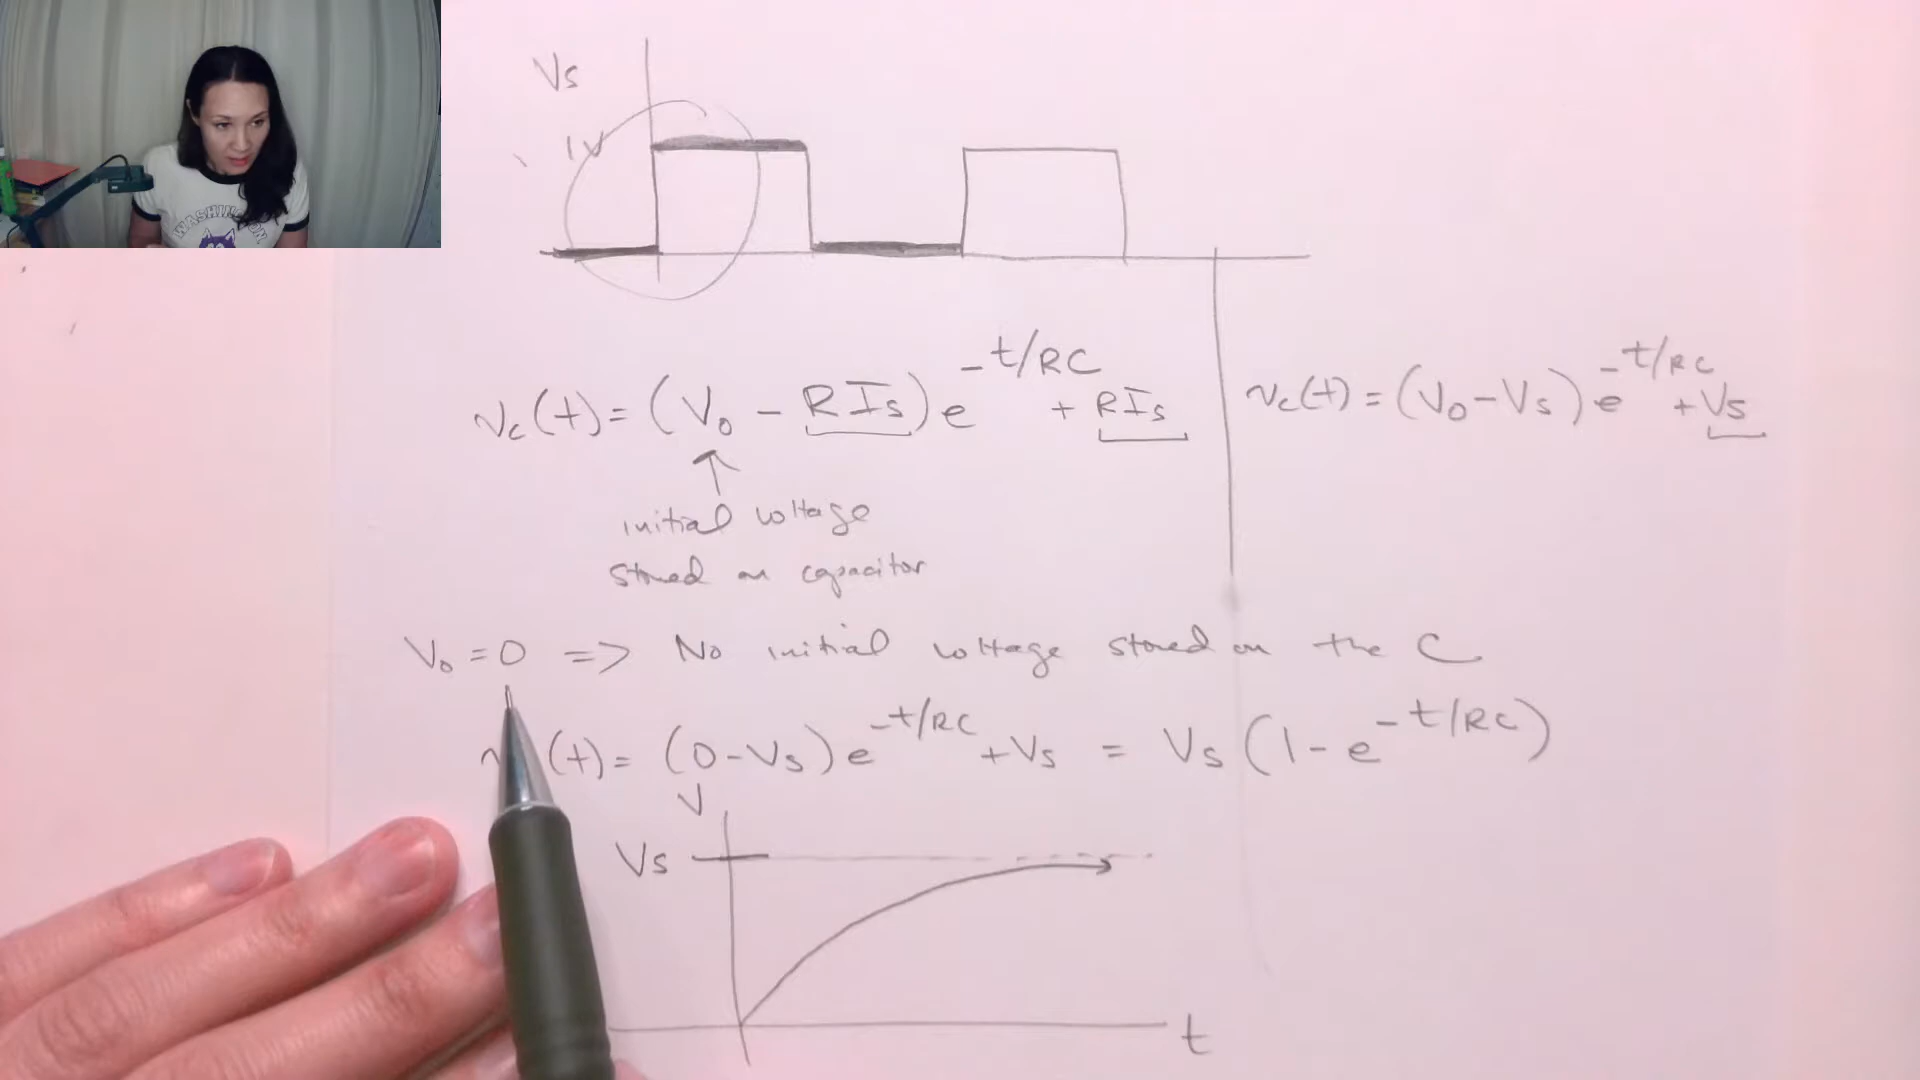 WASHINGTON
Vs
1V
vc(t) = (V0 - RIs) e^-t/RC + RIs
vc(t) = (V0 - Vs) e^-t/RC + Vs
initial voltage
stored on capacitor
V0 = 0 => No initial voltage stored on the C
(t) = (0 - Vs) e^-t/RC + Vs = Vs (1 - e^-t/RC)
V
Vs
t